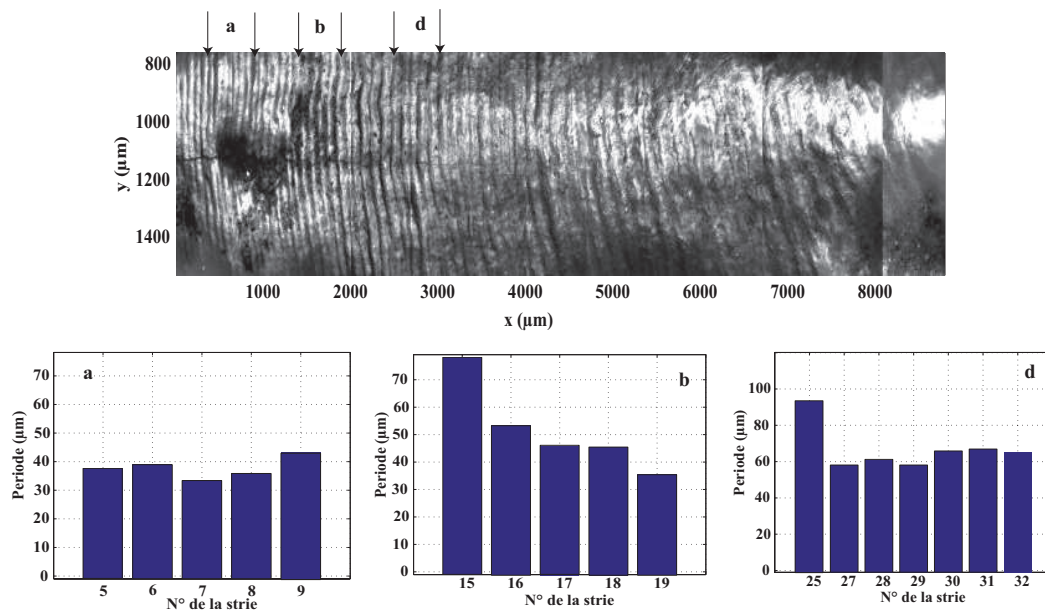 a b d
800
1000
1200
1400
y (µm)
1000 2000 3000 4000 5000 6000 7000 8000
x (µm)
a
70
60
50
40
30
20
10
0
Periode (µm)
5 6 7 8 9
N° de la strie
b
70
60
50
40
30
20
10
0
Periode (µm)
15 16 17 18 19
N° de la strie
d
100
80
60
40
20
0
Periode (µm)
25 27 28 29 30 31 32
N° de la strie